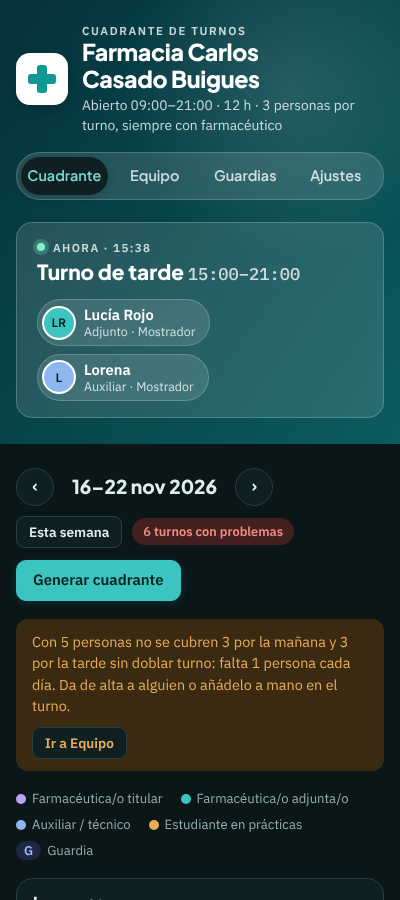 CUADRANTE DE TURNOS
Farmacia Carlos
Casado Buigues
Abierto 09:00–21:00 · 12 h · 3 personas por
turno, siempre con farmacéutico
Cuadrante Equipo Guardias Ajustes
AHORA · 15:38
Turno de tarde 15:00–21:00
LR Lucía Rojo
Adjunto · Mostrador
L Lorena
Auxiliar · Mostrador
‹ 16–22 nov 2026 ›
Esta semana 6 turnos con problemas
Generar cuadrante
Con 5 personas no se cubren 3 por la mañana y 3
por la tarde sin doblar turno: falta 1 persona cada
día. Da de alta a alguien o añádelo a mano en el
turno.
Ir a Equipo
Farmacéutica/o titular Farmacéutica/o adjunta/o
Auxiliar / técnico Estudiante en prácticas
G Guardia